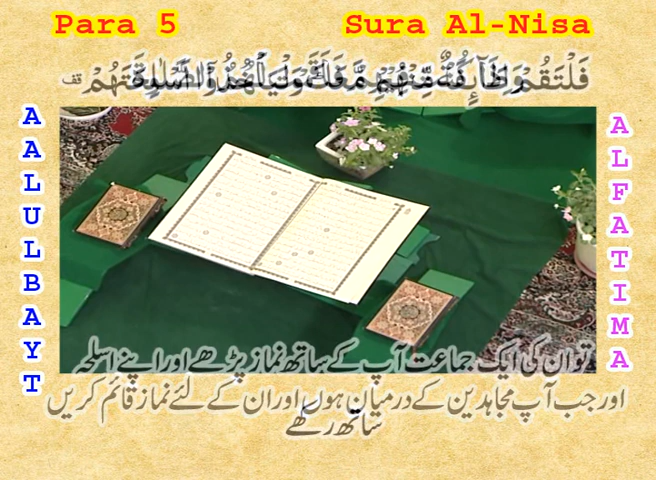 Para 5
Sura Al-Nisa
فَلْتَقُمْ طَآئِفَةٌ مِّنْهُمْ مَّعَكَ وَلْيَأْخُذُوْٓا اَسْلِحَتَهُمْ قف
AALULBAYT
ALFATIMA
تو ان کی ایک جماعت آپ کے ساتھ نماز پڑھے اور اپنے اسلحہ
اور جب آپ مجاہدین کے درمیان ہوں اور ان کے لئے نماز قائم کریں
ساتھ رکھے